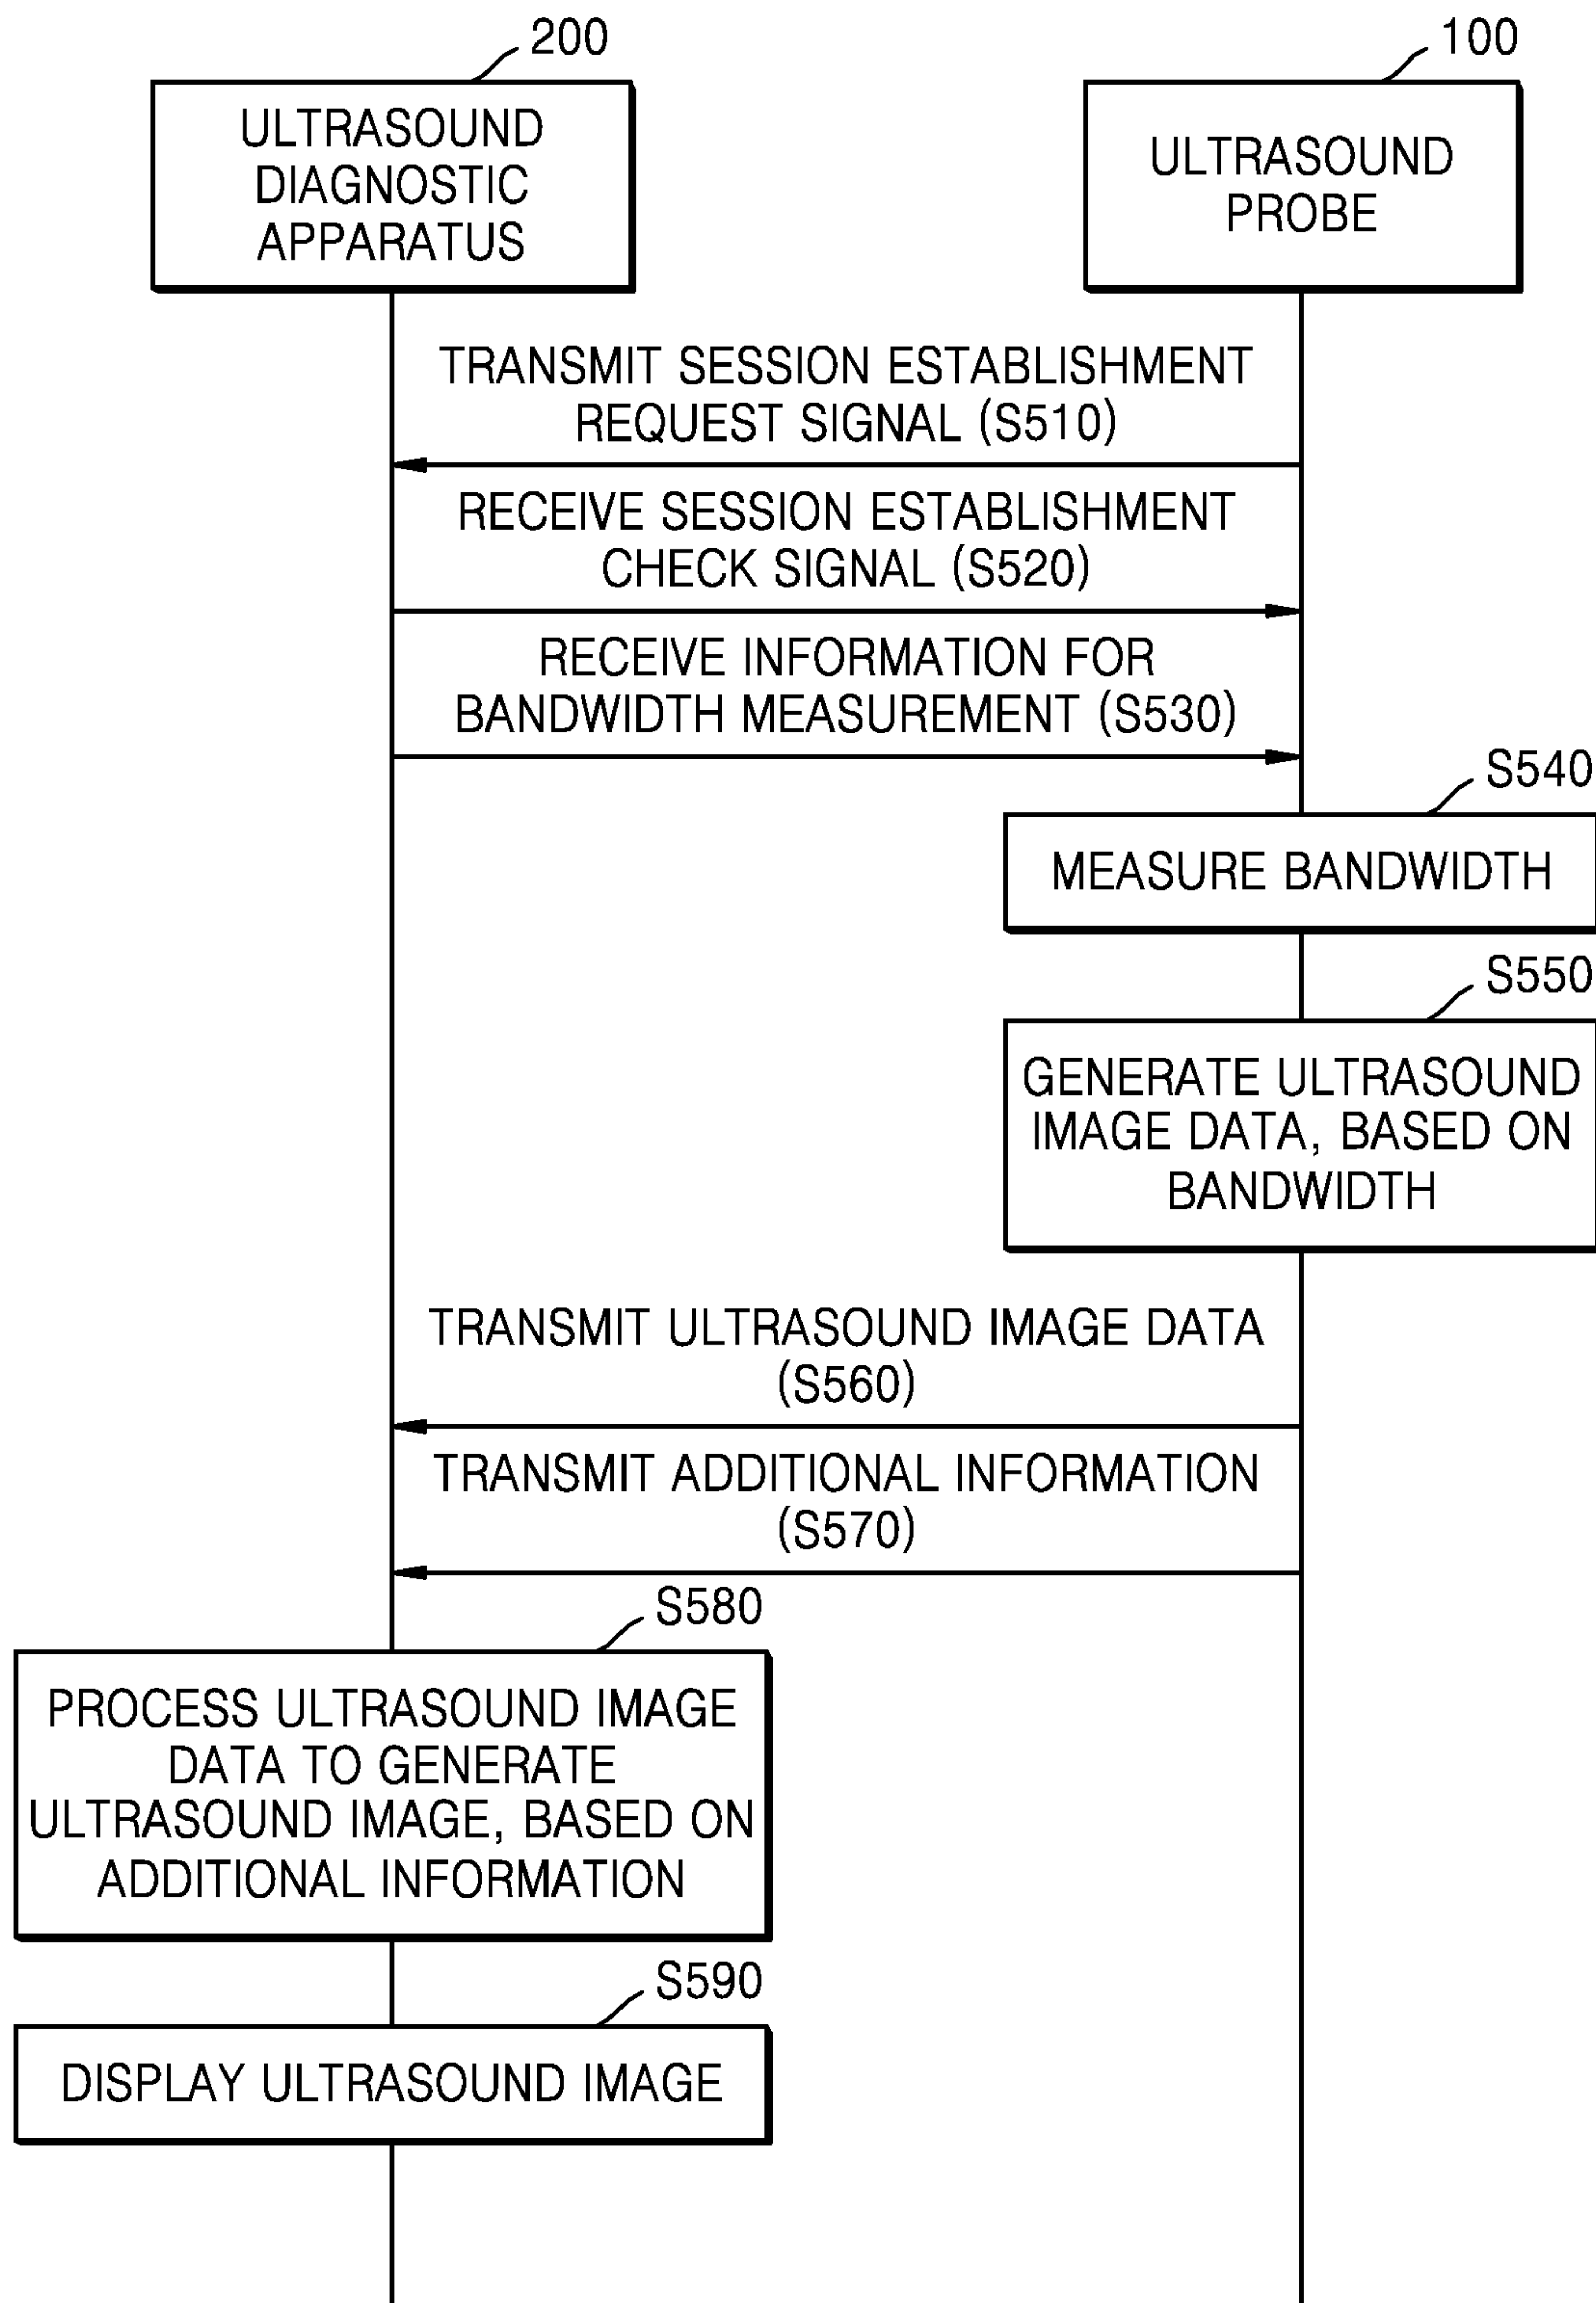 200
100
ULTRASOUND
DIAGNOSTIC
APPARATUS
ULTRASOUND
PROBE
TRANSMIT SESSION ESTABLISHMENT
REQUEST SIGNAL (S510)
RECEIVE SESSION ESTABLISHMENT
CHECK SIGNAL (S520)
RECEIVE INFORMATION FOR
BANDWIDTH MEASUREMENT (S530)
S540
MEASURE BANDWIDTH
S550
GENERATE ULTRASOUND
IMAGE DATA, BASED ON
BANDWIDTH
TRANSMIT ULTRASOUND IMAGE DATA
(S560)
TRANSMIT ADDITIONAL INFORMATION
(S570)
S580
PROCESS ULTRASOUND IMAGE
DATA TO GENERATE
ULTRASOUND IMAGE, BASED ON
ADDITIONAL INFORMATION
S590
DISPLAY ULTRASOUND IMAGE